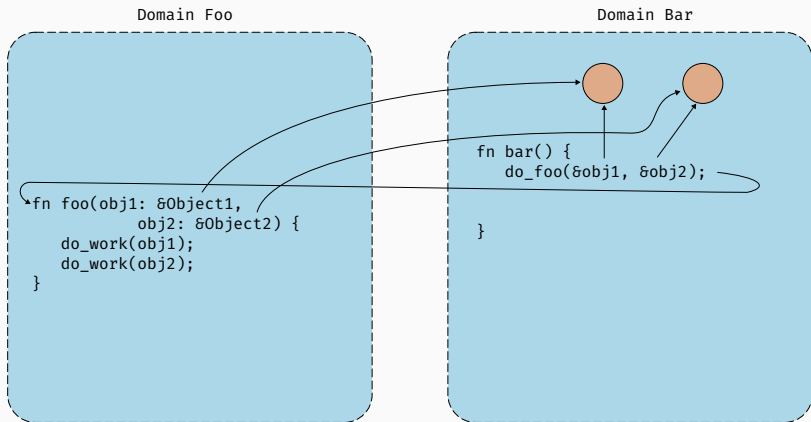 Domain Foo
fn foo(obj1: &Object1,
obj2: &Object2) {
do_work(obj1);
do_work(obj2);
}
Domain Bar
fn bar() {
do_foo(&obj1, &obj2);
}